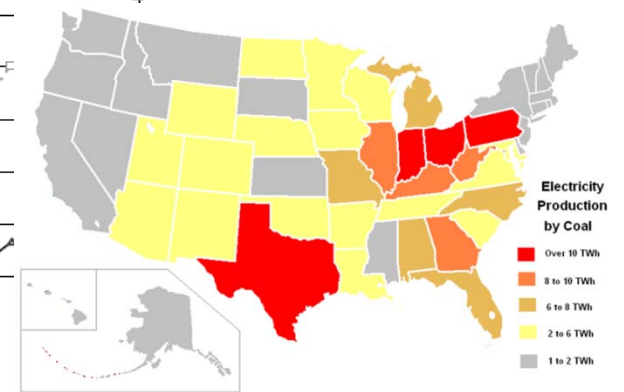 Electricity
Production
by Coal
Over 10 TWh
8 to 10 TWh
6 to 8 TWh
2 to 6 TWh
1 to 2 TWh